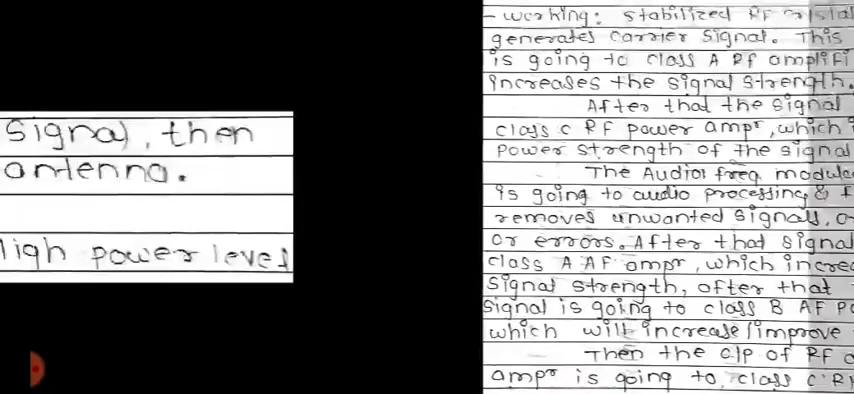 signal, then
antenna.
High power level
- working: stabilized RF crystal
generates carrier signal. This
is going to class A RF amplifi
increases the signal strength.
After that the signal
class C RF power ampr, which i
power strength of the signal
The Audio freq. modula
is going to audio processing & f
removes unwanted signals, o
or errors. After that signal
class A AF ampr, which increa
signal strength, after that
signal is going to class B AF Po
which will increase/improve
Then the o/p of RF c
ampr is going to, class C RF